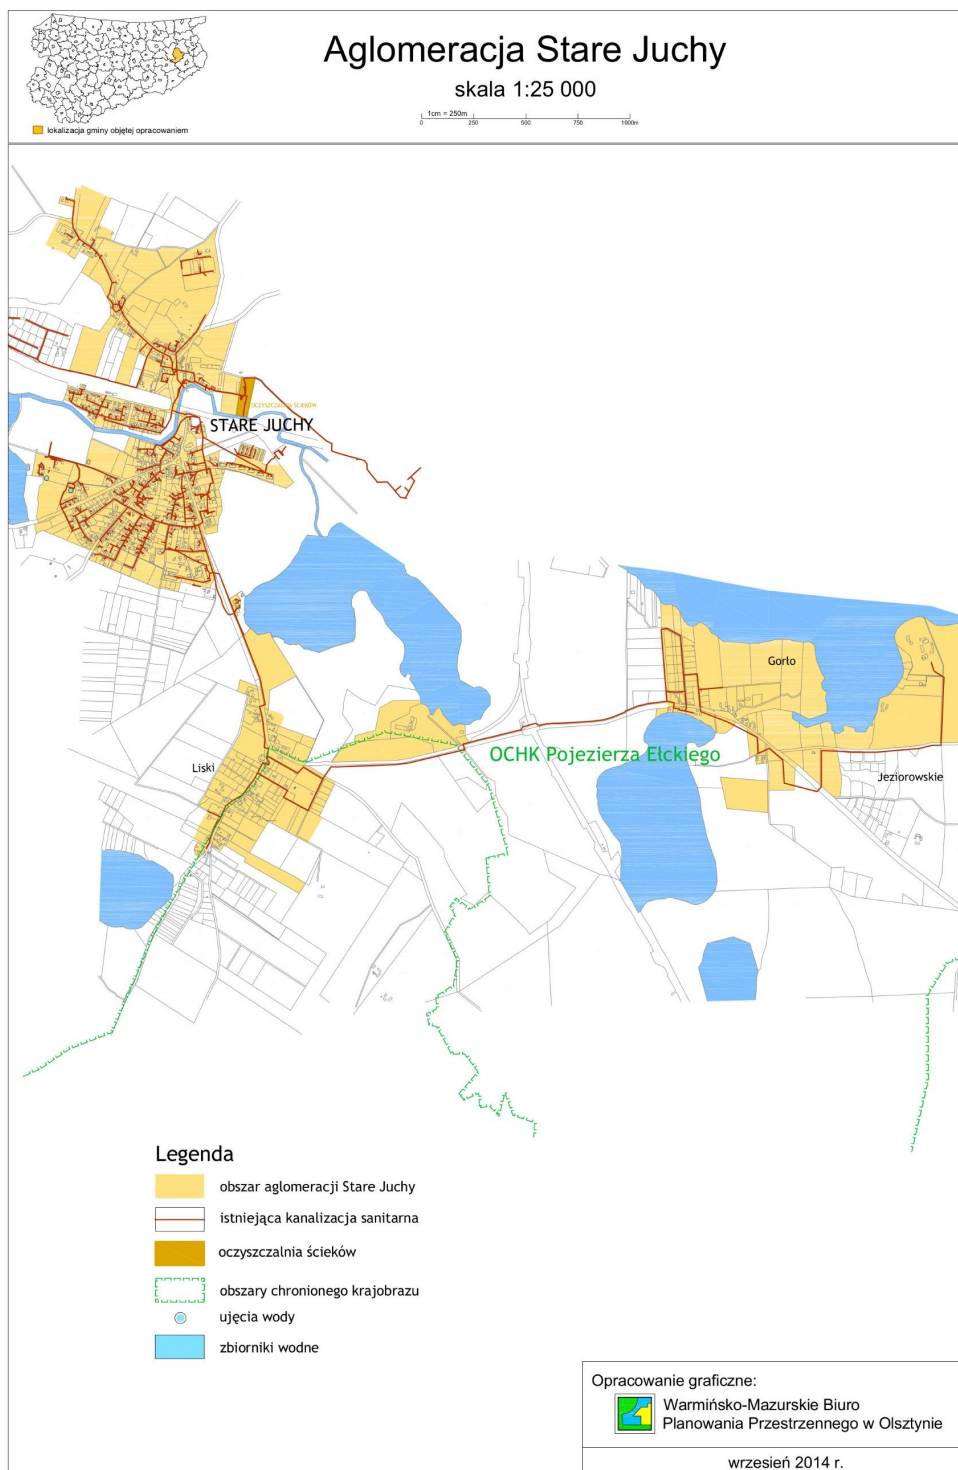 Aglomeracja Stare Juchy
skala 1:25 000
1cm = 250m
0 250 500 750 1000m
lokalizacja gminy objętej opracowaniem
OCZYSZCZALNIA ŚCIEKÓW
STARE JUCHY
Gorło
OCHK Pojezierza Ełckiego
Liski
Jeziorowskie
Legenda
obszar aglomeracji Stare Juchy
istniejąca kanalizacja sanitarna
oczyszczalnia ścieków
obszary chronionego krajobrazu
ujęcia wody
zbiorniki wodne
Opracowanie graficzne:
Warmińsko-Mazurskie Biuro
Planowania Przestrzennego w Olsztynie
wrzesień 2014 r.